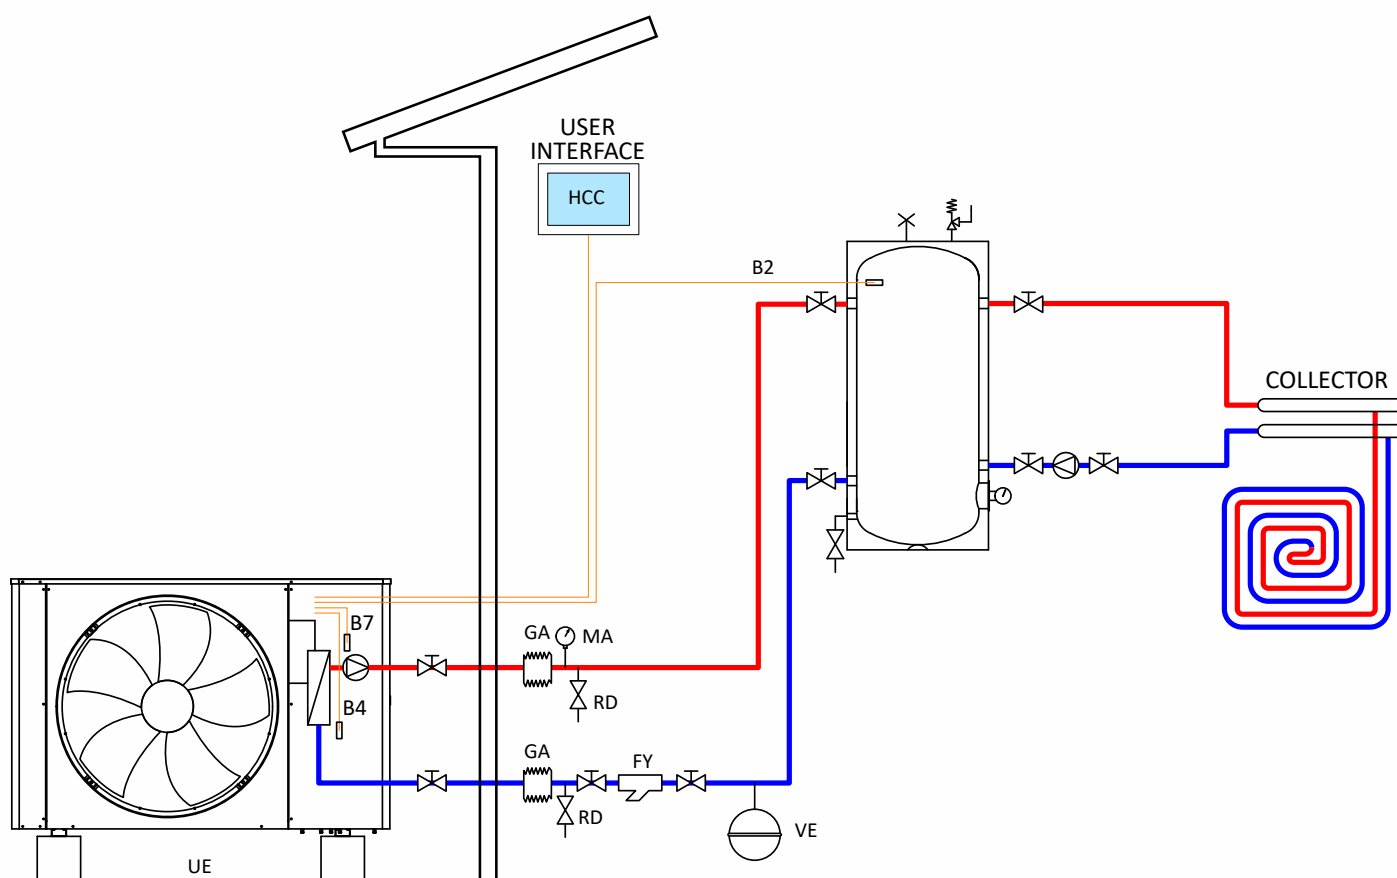 USER
INTERFACE
HCC
B2
COLLECTOR
B7
GA
MA
RD
B4
GA
FY
RD
VE
UE